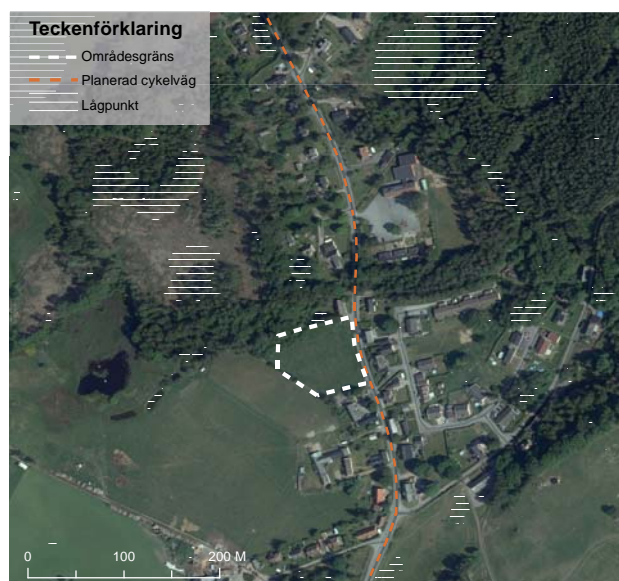 Teckenförklaring
Områdesgräns
Planerad cykelväg
Lågpunkt
0 100 200 M